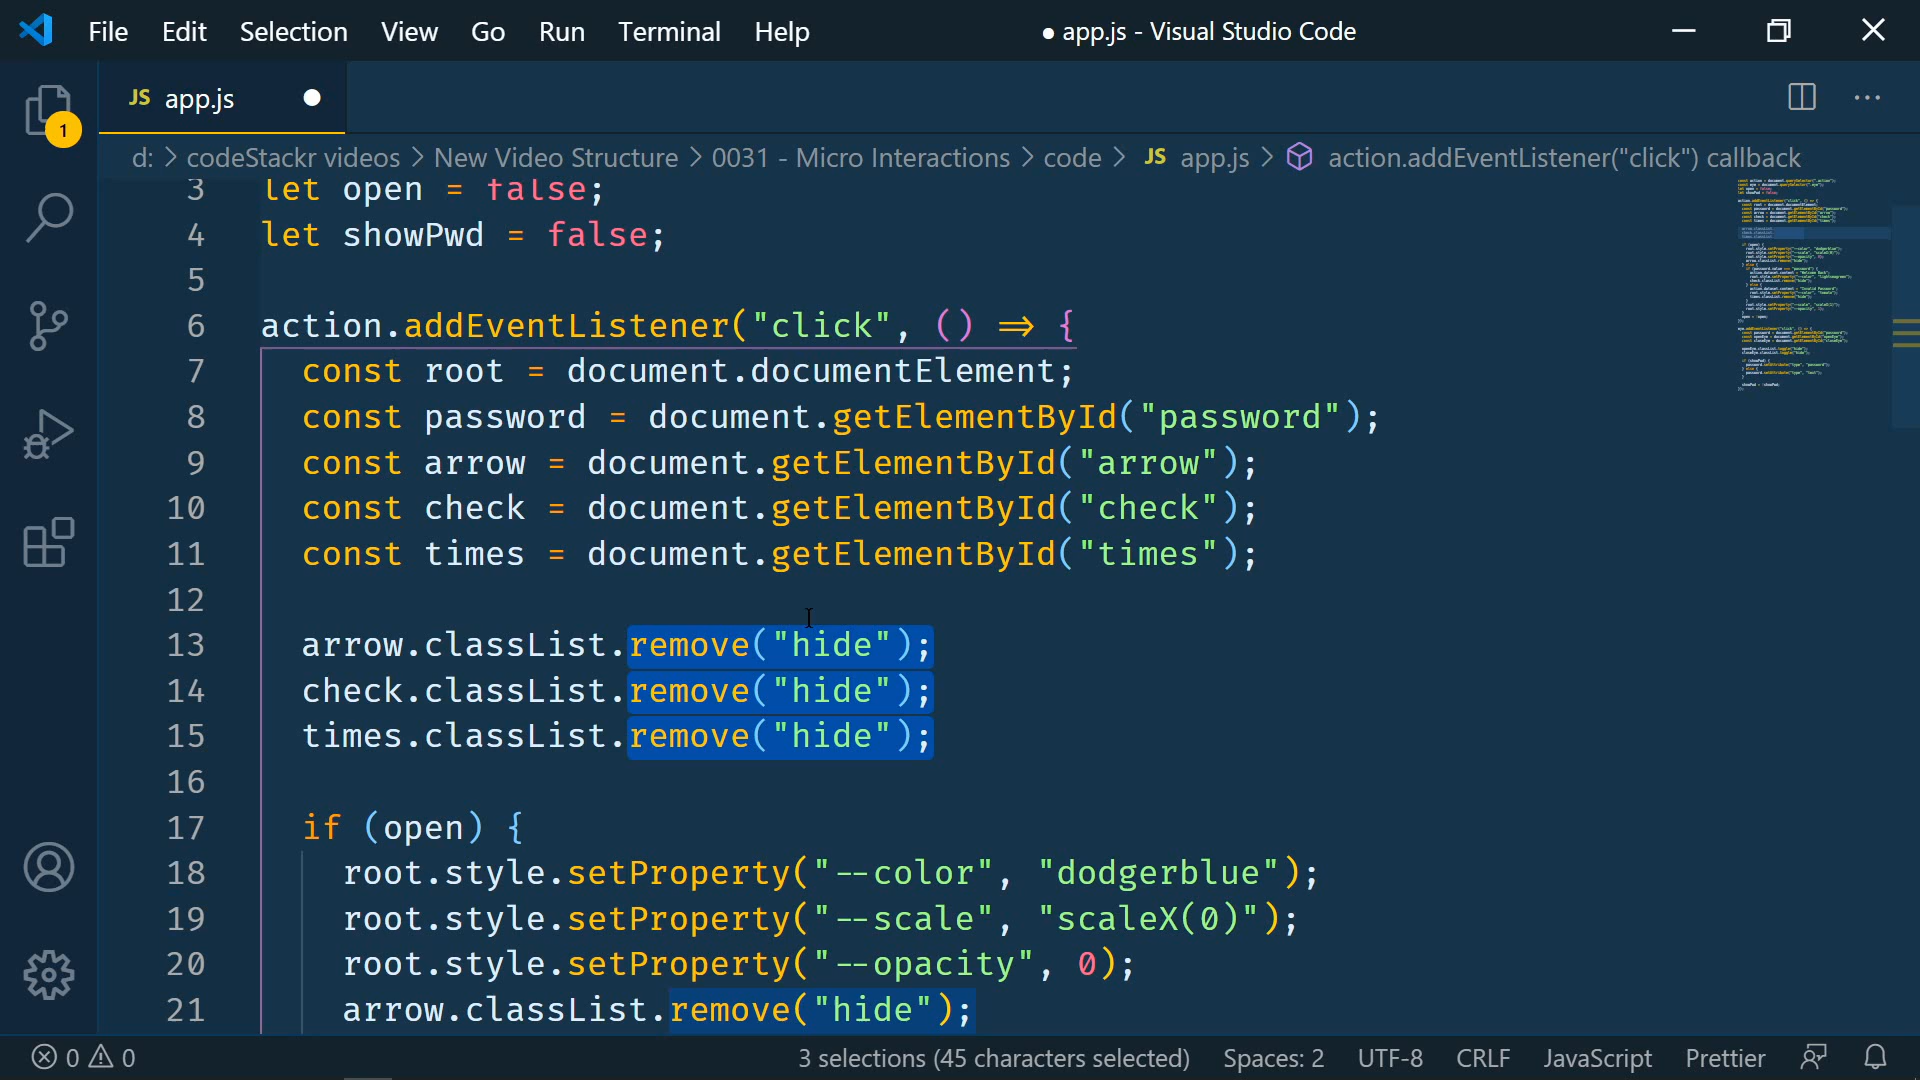 File Edit Selection View Go Run Terminal Help
● app.js - Visual Studio Code
JS app.js ●
1
d: > codeStackr videos > New Video Structure > 0031 - Micro Interactions > code > JS app.js > action.addEventListener("click") callback
3 let open = false;
4 let showPwd = false;
5
6 action.addEventListener("click", () => {
7 const root = document.documentElement;
8 const password = document.getElementById("password");
9 const arrow = document.getElementById("arrow");
10 const check = document.getElementById("check");
11 const times = document.getElementById("times");
12
13 arrow.classList.remove("hide");
14 check.classList.remove("hide");
15 times.classList.remove("hide");
16
17 if (open) {
18 root.style.setProperty("--color", "dodgerblue");
19 root.style.setProperty("--scale", "scaleX(0)");
20 root.style.setProperty("--opacity", 0);
21 arrow.classList.remove("hide");
0 0 3 selections (45 characters selected) Spaces: 2 UTF-8 CRLF JavaScript Prettier